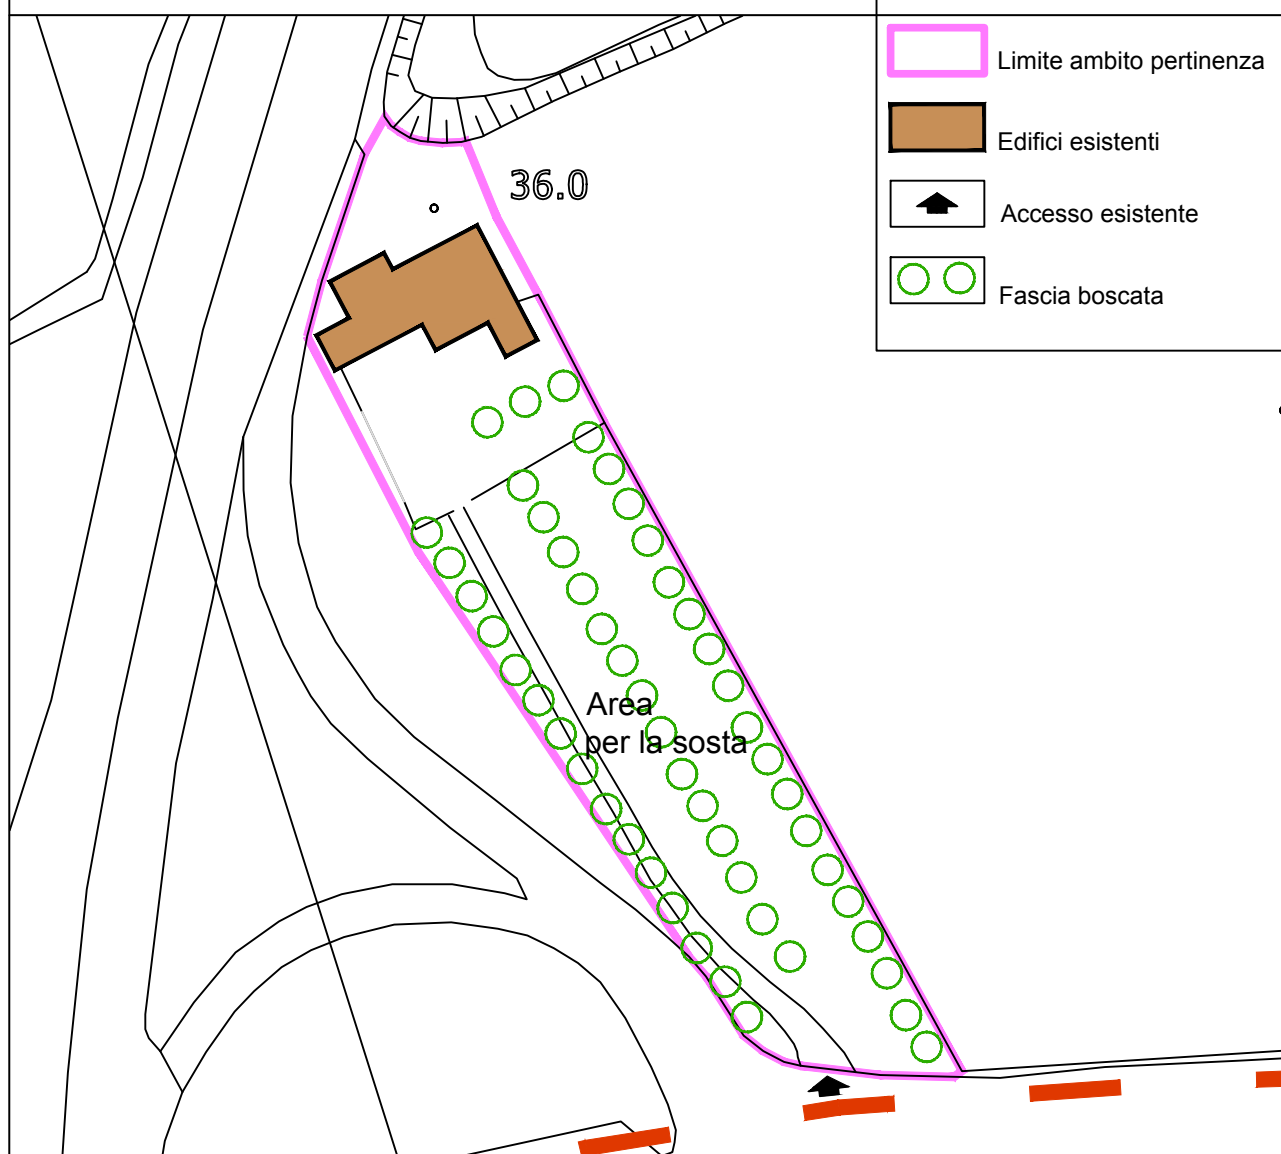 Limite ambito pertinenza
36.0
Edifici esistenti
Accesso esistente
Fascia boscata
Area
per la sosta